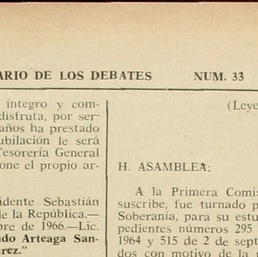 ARIO DE LOS DEBATES NUM. 33
íntegro y com-
disfruta, por ser-
años ha prestado
ubilación le será
Tesorería General
one el propio ar-
idente Sebastián
de la República.—
bre de 1966.—Lic.
do Arteaga San-
rez."
(Leye
H. ASAMBLEA:
A la Primera Comis
suscribe, fue turnado p
Soberanía, para su estu
pedientes números 295
1964 y 515 de 2 de sept
dos con motivo de la